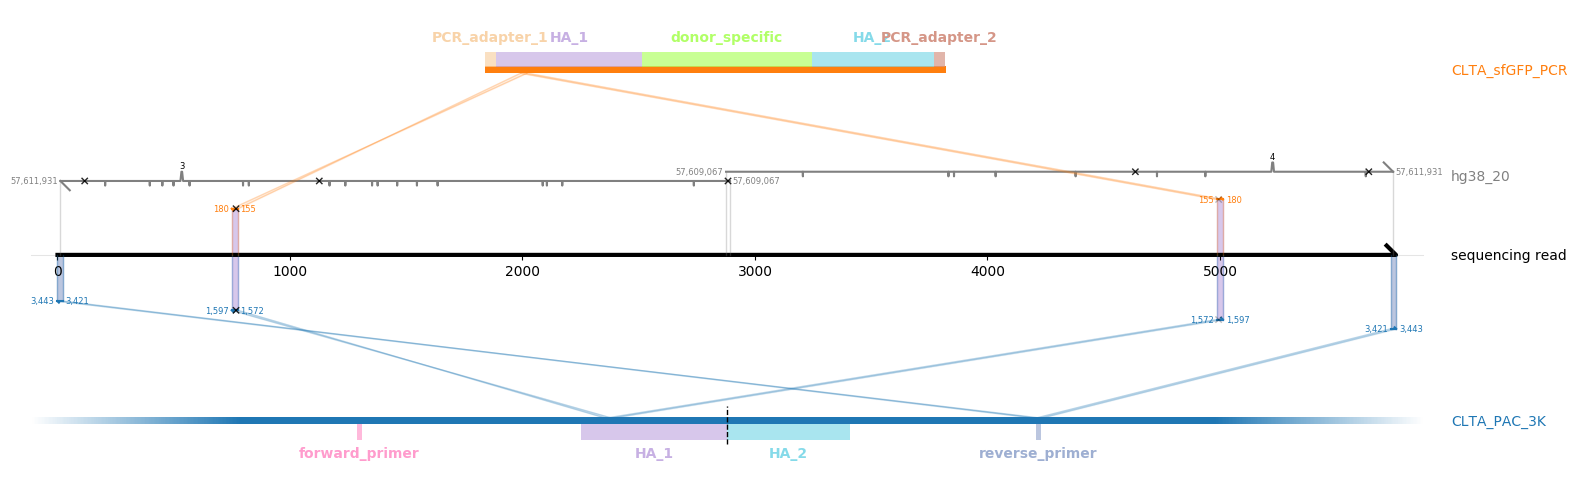 PCR_adapter_1 HA_1 donor_specific HA_2 PCR_adapter_2
CLTA_sfGFP_PCR
3 4
57,611,931 57,609,067 57,609,067 57,611,931 hg38_20
180 155 155 180
sequencing read
0 1000 2000 3000 4000 5000
3,443 3,421 1,597 1,572 1,572 1,597 3,421 3,443
CLTA_PAC_3K
forward_primer HA_1 HA_2 reverse_primer